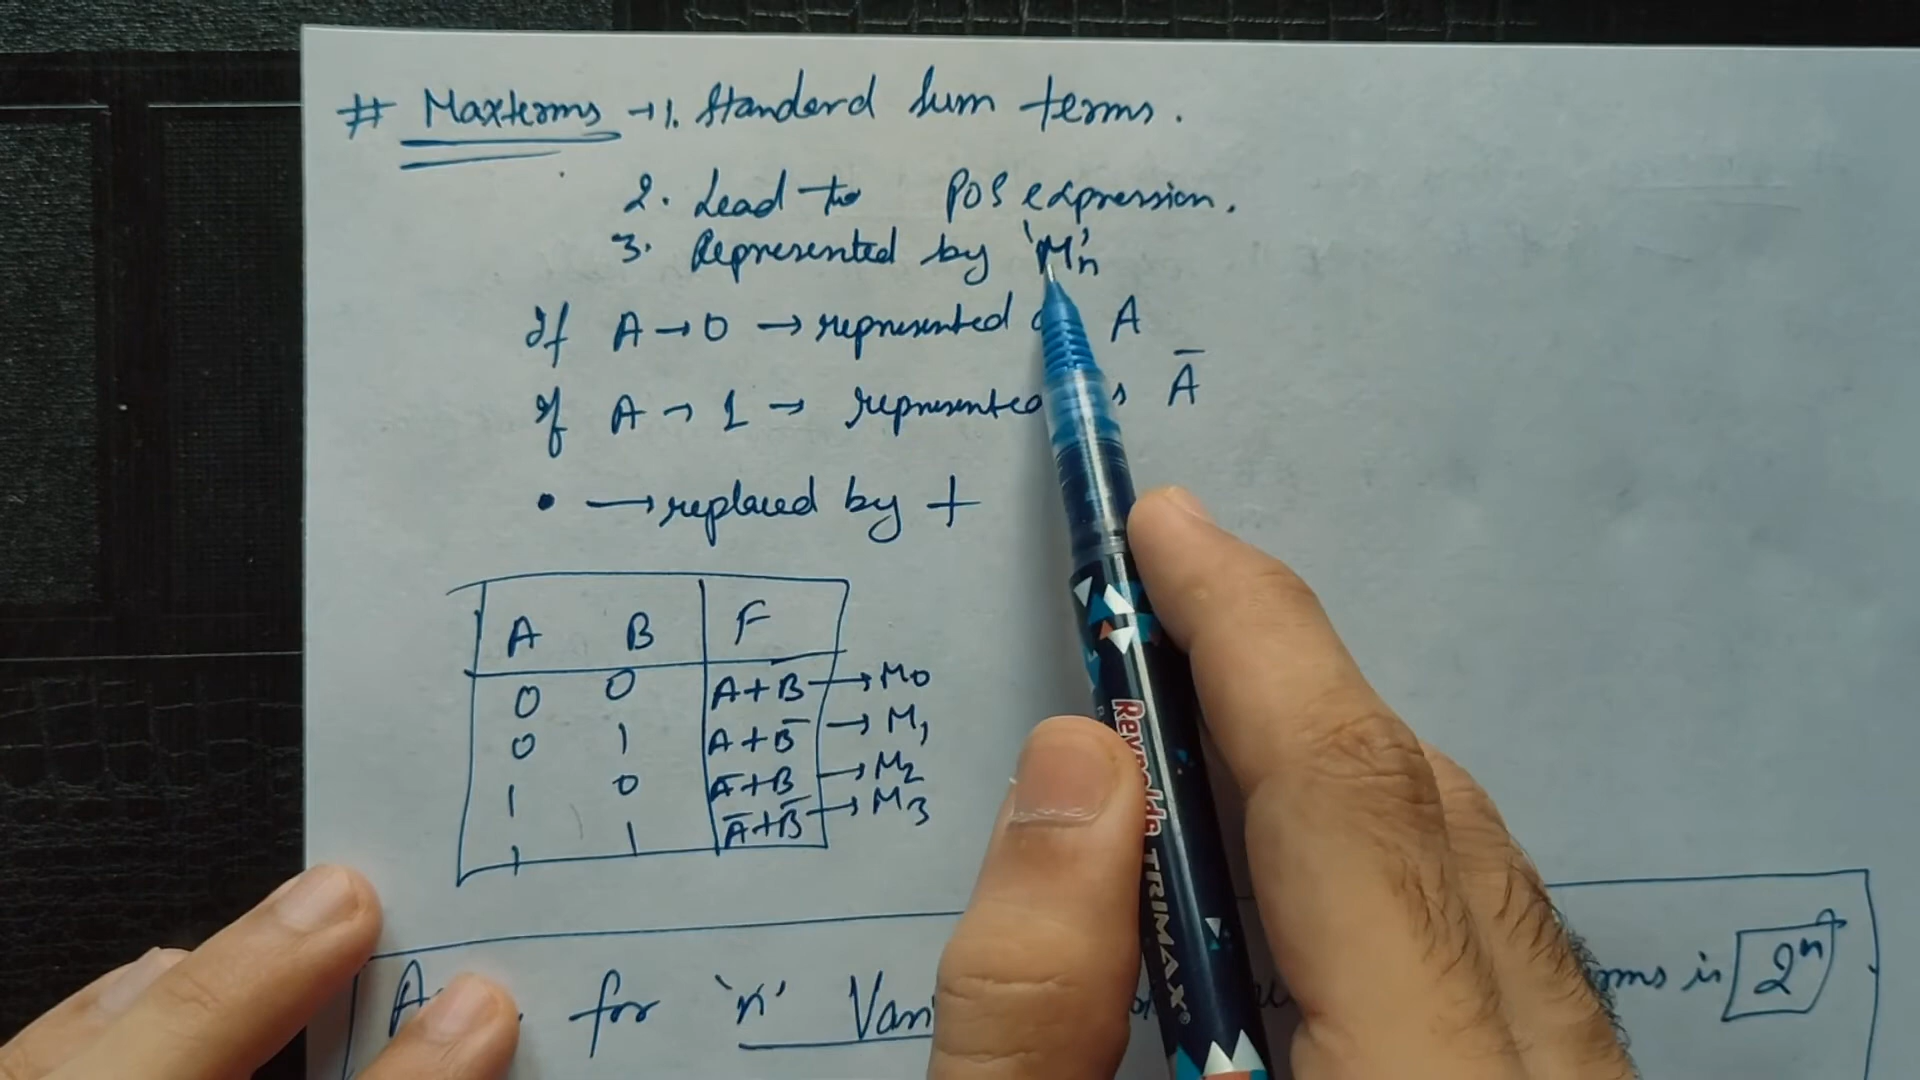 # Maxterms → 1. Standard Sum terms.
2. Lead to POS expression.
3. Represented by 'M'n
If A → 0 → represented A
If A → 1 → represented s A̅
• → replaced by +
A B F
0 0 A+B → M0
0 1 A+B̅ → M1
1 0 A̅+B → M2
1 1 A̅+B̅ → M3
for 'n' Vari rms is 2ⁿ
Reynolds TRIMAX®